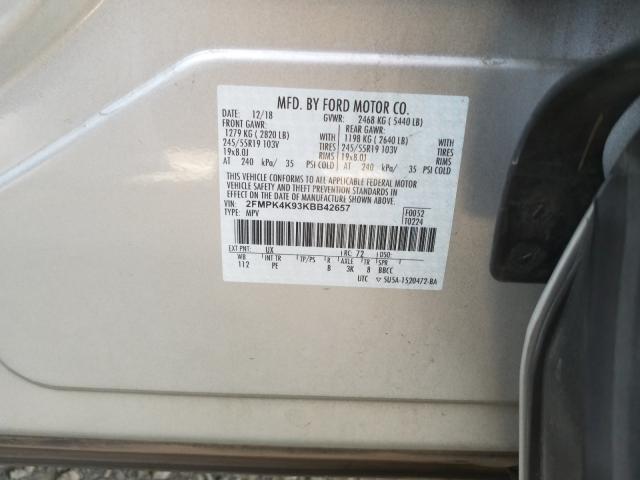 MFD. BY FORD MOTOR CO.
DATE: 12/18 GVWR: 2468 KG ( 5440 LB)
FRONT GAWR: REAR GAWR:
1279 KG ( 2820 LB) WITH 1198 KG ( 2640 LB) WITH
245/55R19 103V TIRES 245/55R19 103V TIRES
19x8.0J RIMS 19x8.0J RIMS
AT 240 kPa/ 35 PSI COLD AT 240 kPa/ 35 PSI COLD
THIS VEHICLE CONFORMS TO ALL APPLICABLE FEDERAL MOTOR
VEHICLE SAFETY AND THEFT PREVENTION STANDARDS IN
EFFECT ON THE DATE OF MANUFACTURE SHOWN ABOVE.
VIN: 2FMPK4K93KBB42657 F0052
TYPE: MPV T0224
EXT PNT: UX RC: 72 DSO:
WB INT TR TP/PS R AXLE TR SPR
112 PE B 3K 8 BBCC
UTC ▽ 5U5A-1520472-BA